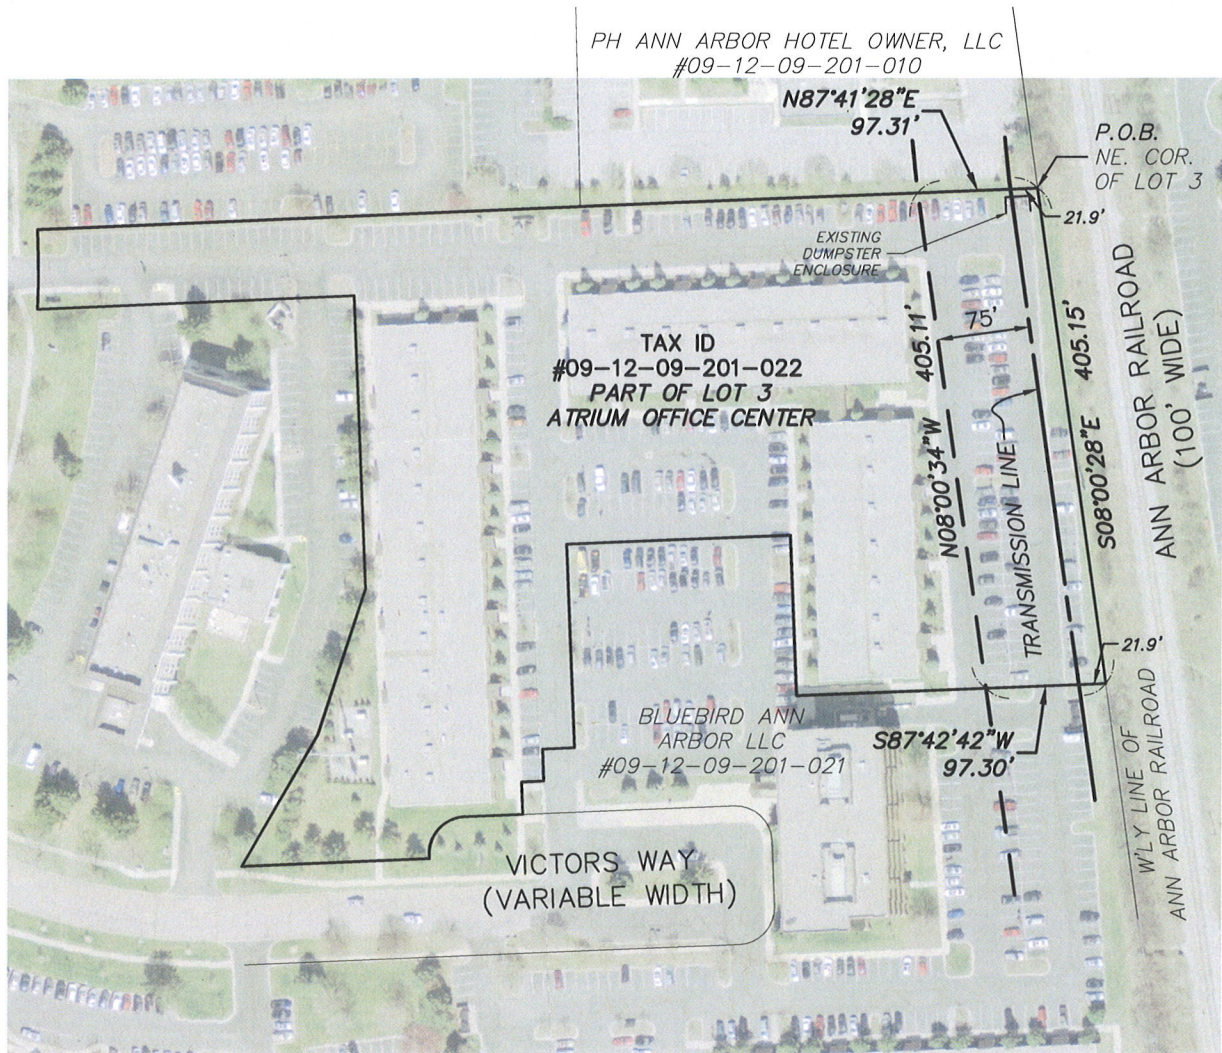 PH ANN ARBOR HOTEL OWNER, LLC
#09-12-09-201-010
N87°41'28"E
97.31'
P.O.B.
NE. COR.
OF LOT 3
21.9'
EXISTING
DUMPSTER
ENCLOSURE
75'
405.11'
N08°00'34"W
TRANSMISSION LINE
405.15'
S08°00'28"E
ANN ARBOR RAILROAD
(100' WIDE)
TAX ID
#09-12-09-201-022
PART OF LOT 3
ATRIUM OFFICE CENTER
21.9'
BLUEBIRD ANN
ARBOR LLC
#09-12-09-201-021
S87°42'42"W
97.30'
W'LY LINE OF
ANN ARBOR RAILROAD
VICTORS WAY
(VARIABLE WIDTH)